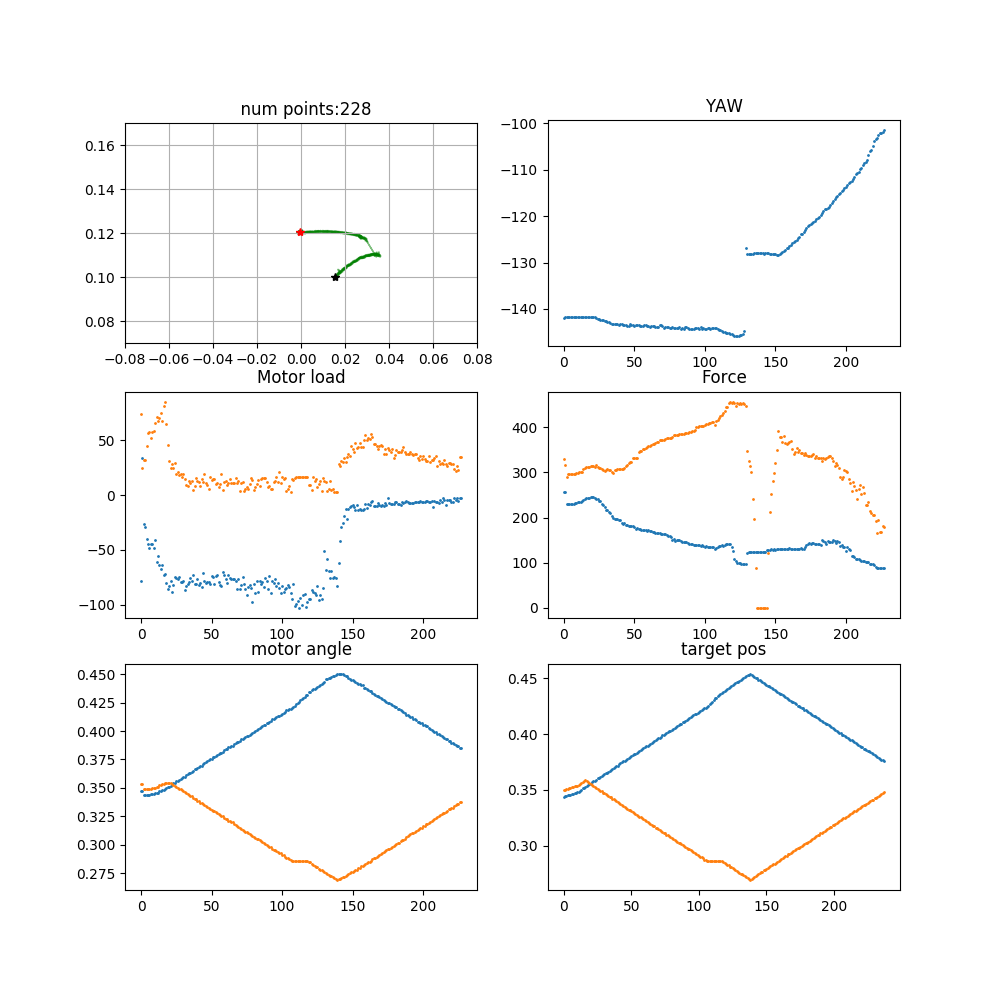 num points:228
0.16
0.14
0.12
0.10
0.08
−0.08 −0.06 −0.04 −0.02 0.00 0.02 0.04 0.06 0.08
YAW
−100
−110
−120
−130
−140
0 50 100 150 200
Motor load
50
0
−50
−100
0 50 100 150 200
Force
400
300
200
100
0
0 50 100 150 200
motor angle
0.450
0.425
0.400
0.375
0.350
0.325
0.300
0.275
0 50 100 150 200
target pos
0.45
0.40
0.35
0.30
0 50 100 150 200